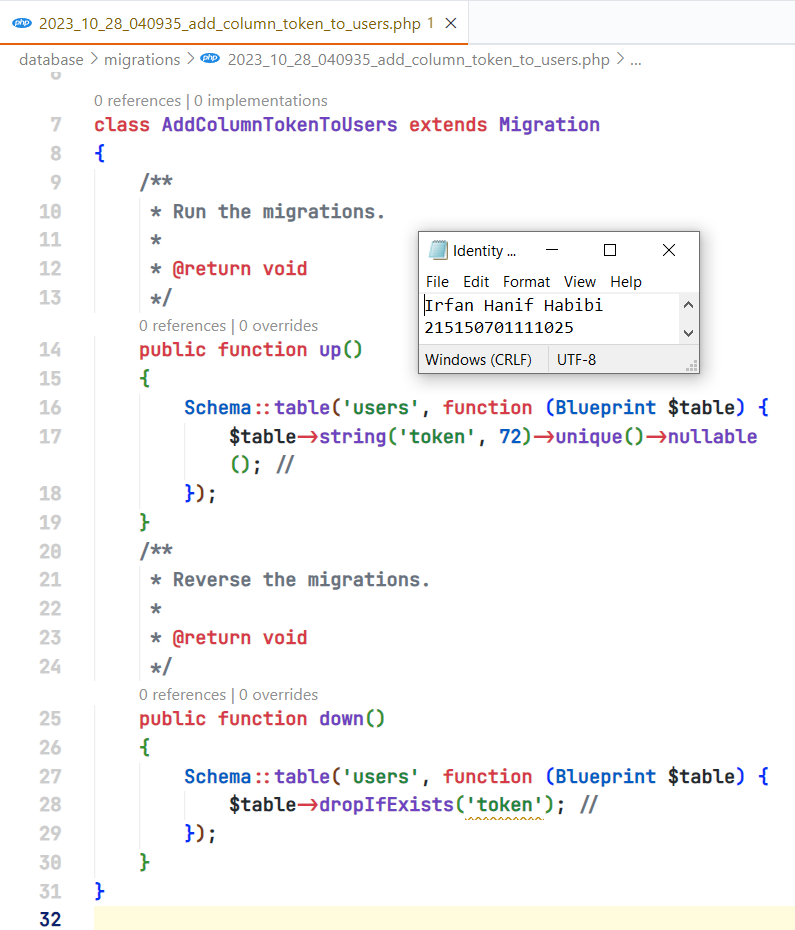 php 2023_10_28_040935_add_column_token_to_users.php 1
database > migrations > php 2023_10_28_040935_add_column_token_to_users.php > ...
6
0 references | 0 implementations
7 class AddColumnTokenToUsers extends Migration
8 {
9 /**
10 * Run the migrations.
11 *
12 * @return void
13 */
Identity ...
File Edit Format View Help
Irfan Hanif Habibi
215150701111025
Windows (CRLF) UTF-8
0 references | 0 overrides
14 public function up()
15 {
16 Schema::table('users', function (Blueprint $table) {
17 $table->string('token', 72)->unique()->nullable
(); //
18 });
19 }
20 /**
21 * Reverse the migrations.
22 *
23 * @return void
24 */
0 references | 0 overrides
25 public function down()
26 {
27 Schema::table('users', function (Blueprint $table) {
28 $table->dropIfExists('token'); //
29 });
30 }
31 }
32